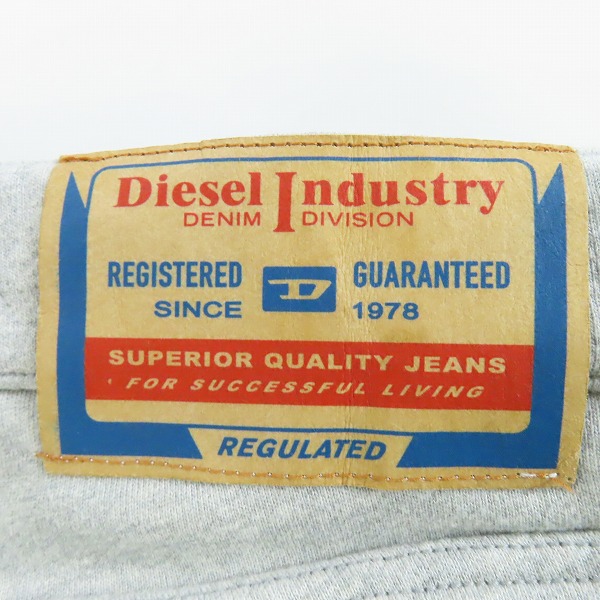 Diesel Industry
DENIM DIVISION
REGISTERED D GUARANTEED
SINCE 1978
SUPERIOR QUALITY JEANS
FOR SUCCESSFUL LIVING
REGULATED